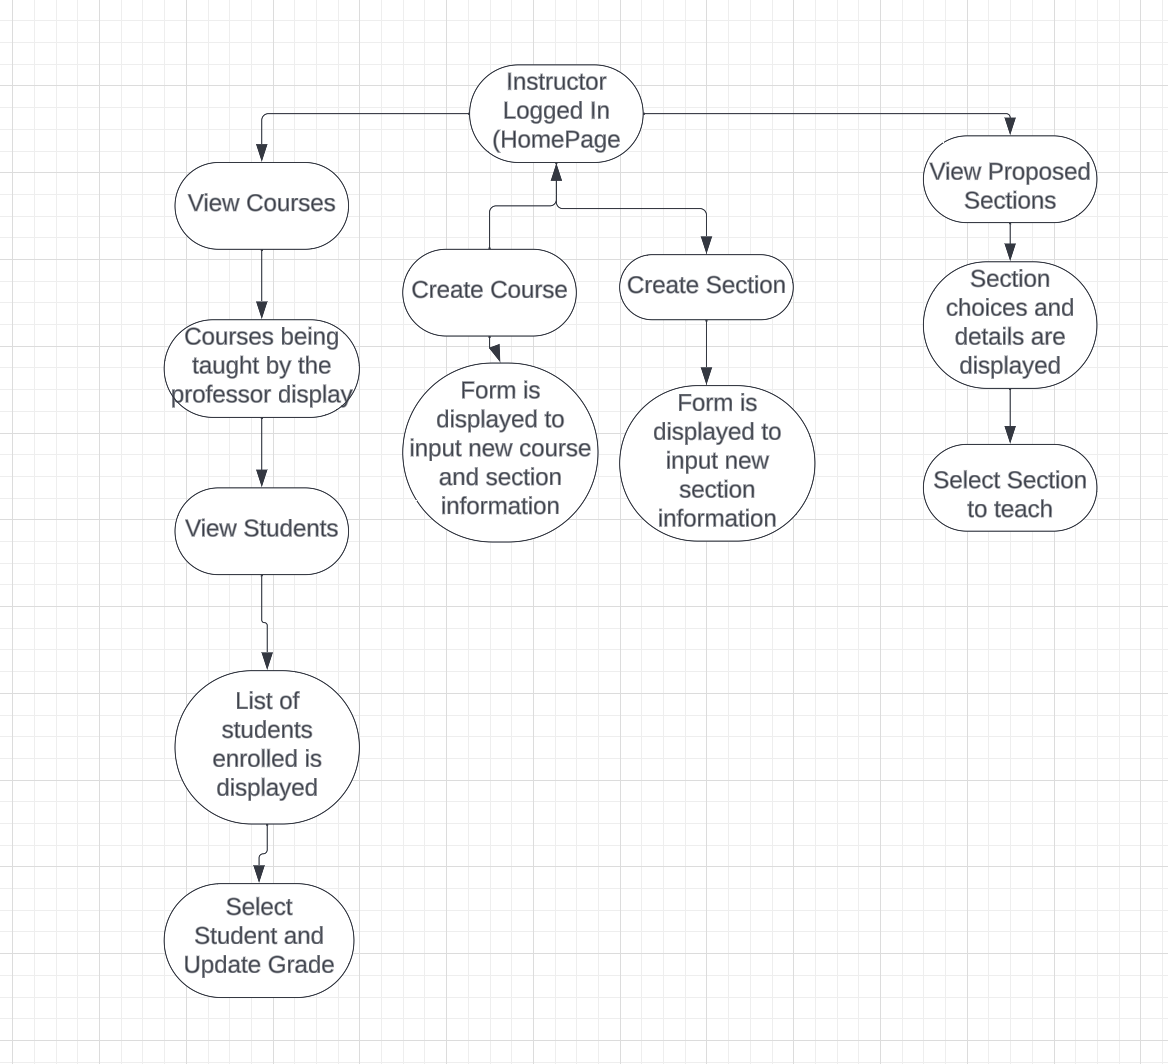 Instructor
Logged In
(HomePage
View Courses
Courses being
taught by the
professor display
View Students
List of
students
enrolled is
displayed
Select
Student and
Update Grade
Create Course
Form is
displayed to
input new course
and section
information
Create Section
Form is
displayed to
input new
section
information
View Proposed
Sections
Section
choices and
details are
displayed
Select Section
to teach